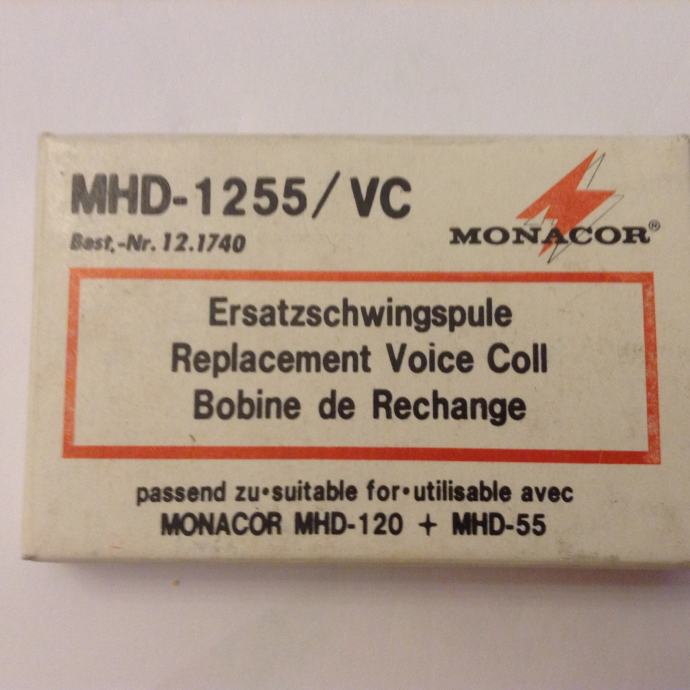 MHD-1255/VC
Best.-Nr. 12.1740
MONACOR®
Ersatzschwingspule
Replacement Voice Coll
Bobine de Rechange
passend zu•suitable for•utilisable avec
MONACOR MHD-120 + MHD-55